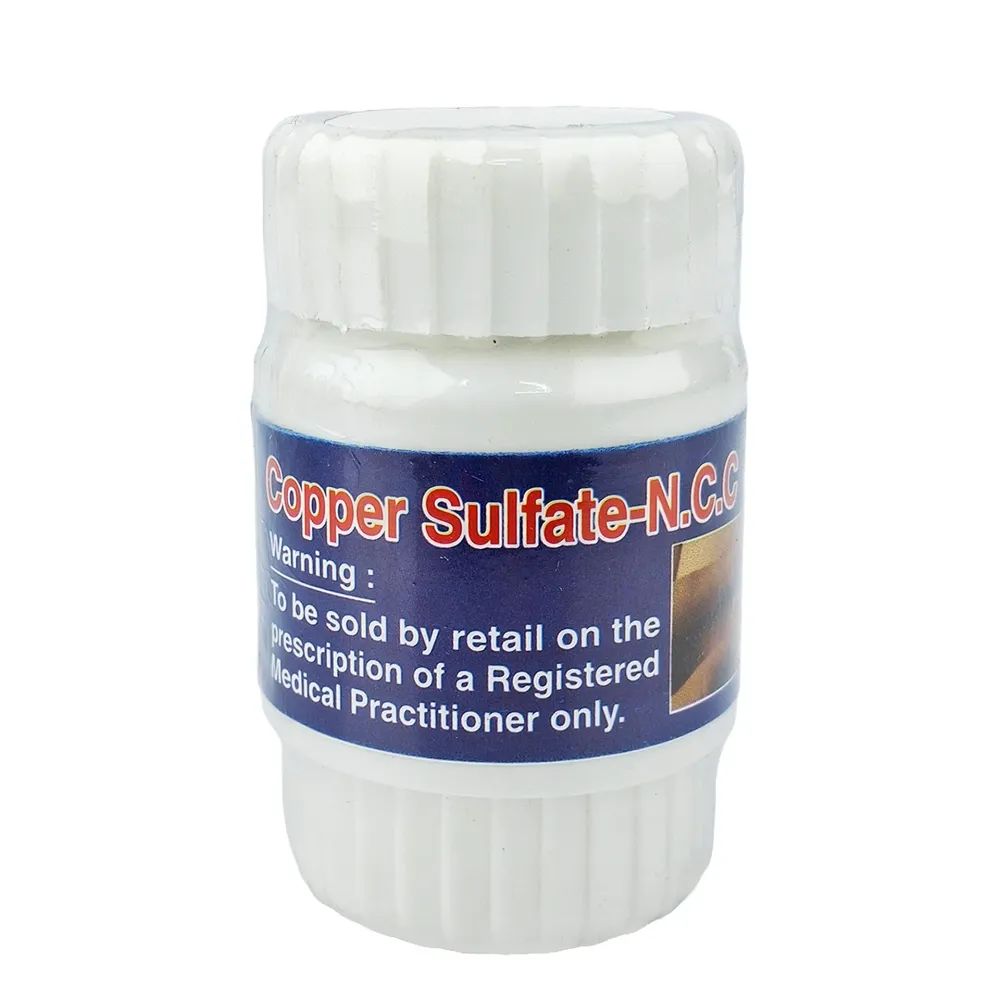 Copper Sulfate-N.C.C
Warning :
To be sold by retail on the
prescription of a Registered
Medical Practitioner only.